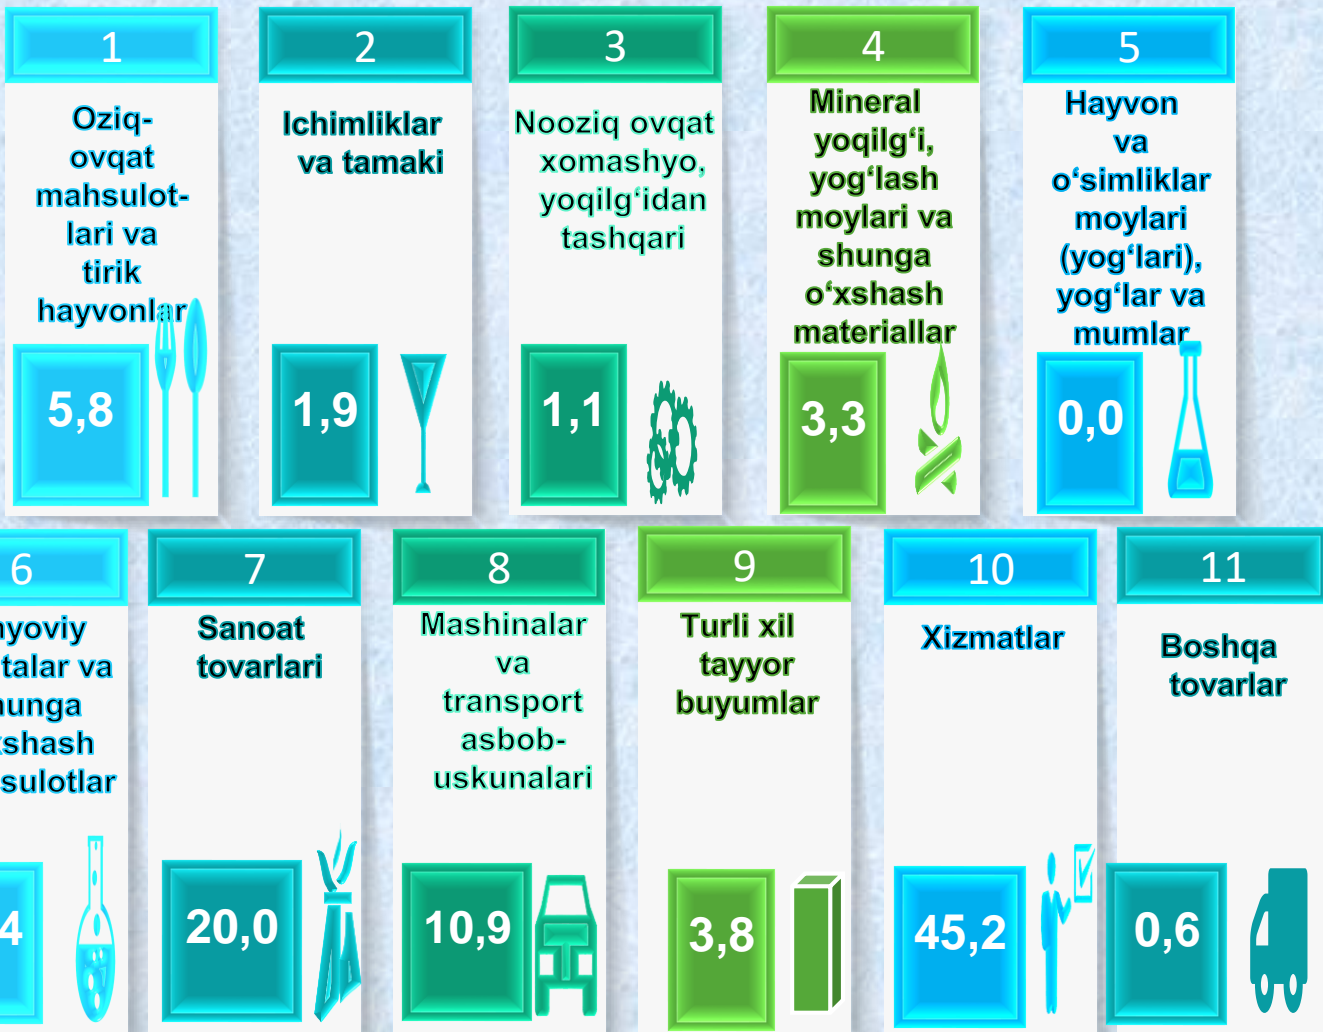 1
Oziq-
ovqat
mahsulot-
lari va
tirik
hayvonlar
5,8
2
Ichimliklar
va tamaki
1,9
3
Nooziq ovqat
xomashyo,
yoqilg‘idan
tashqari
1,1
4
Mineral
yoqilg‘i,
yog‘lash
moylari va
shunga
o‘xshash
materiallar
3,3
5
Hayvon
va
o‘simliklar
moylari
(yog‘lari),
yog‘lar va
mumlar
0,0
6
va
7
Sanoat
tovarlari
20,0
8
Mashinalar
va
transport
asbob-
uskunalari
10,9
9
Turli xil
tayyor
buyumlar
3,8
10
Xizmatlar
45,2
11
Boshqa
tovarlar
0,6